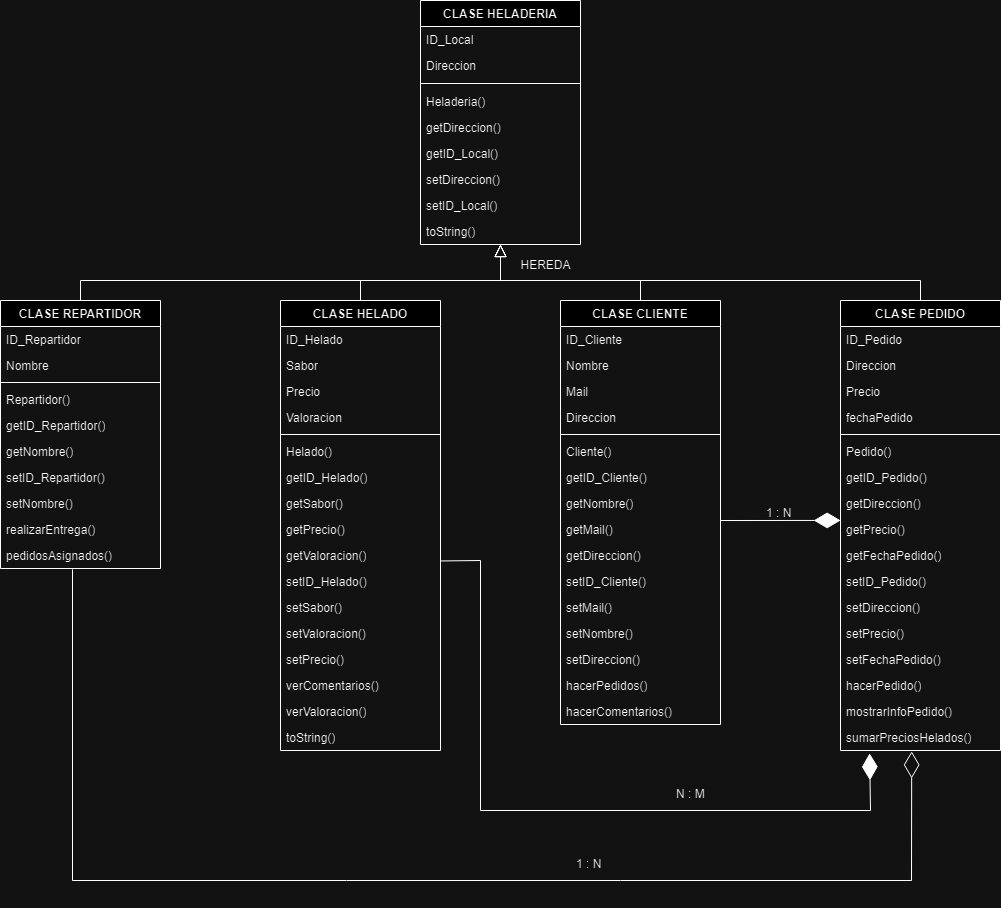 CLASE HELADERIA
ID_Local
Direccion
Heladeria()
getDireccion()
getID_Local()
setDireccion()
setID_Local()
toString()
HEREDA
CLASE REPARTIDOR
ID_Repartidor
Nombre
Repartidor()
getID_Repartidor()
getNombre()
setID_Repartidor()
setNombre()
realizarEntrega()
pedidosAsignados()
CLASE HELADO
ID_Helado
Sabor
Precio
Valoracion
Helado()
getID_Helado()
getSabor()
getPrecio()
getValoracion()
setID_Helado()
setSabor()
setValoracion()
setPrecio()
verComentarios()
verValoracion()
toString()
CLASE CLIENTE
ID_Cliente
Nombre
Mail
Direccion
Cliente()
getID_Cliente()
getNombre()
getMail()
getDireccion()
setID_Cliente()
setMail()
setNombre()
setDireccion()
hacerPedidos()
hacerComentarios()
1 : N
CLASE PEDIDO
ID_Pedido
Direccion
Precio
fechaPedido
Pedido()
getID_Pedido()
getDireccion()
getPrecio()
getFechaPedido()
setID_Pedido()
setDireccion()
setPrecio()
setFechaPedido()
hacerPedido()
mostrarInfoPedido()
sumarPreciosHelados()
N : M
1 : N